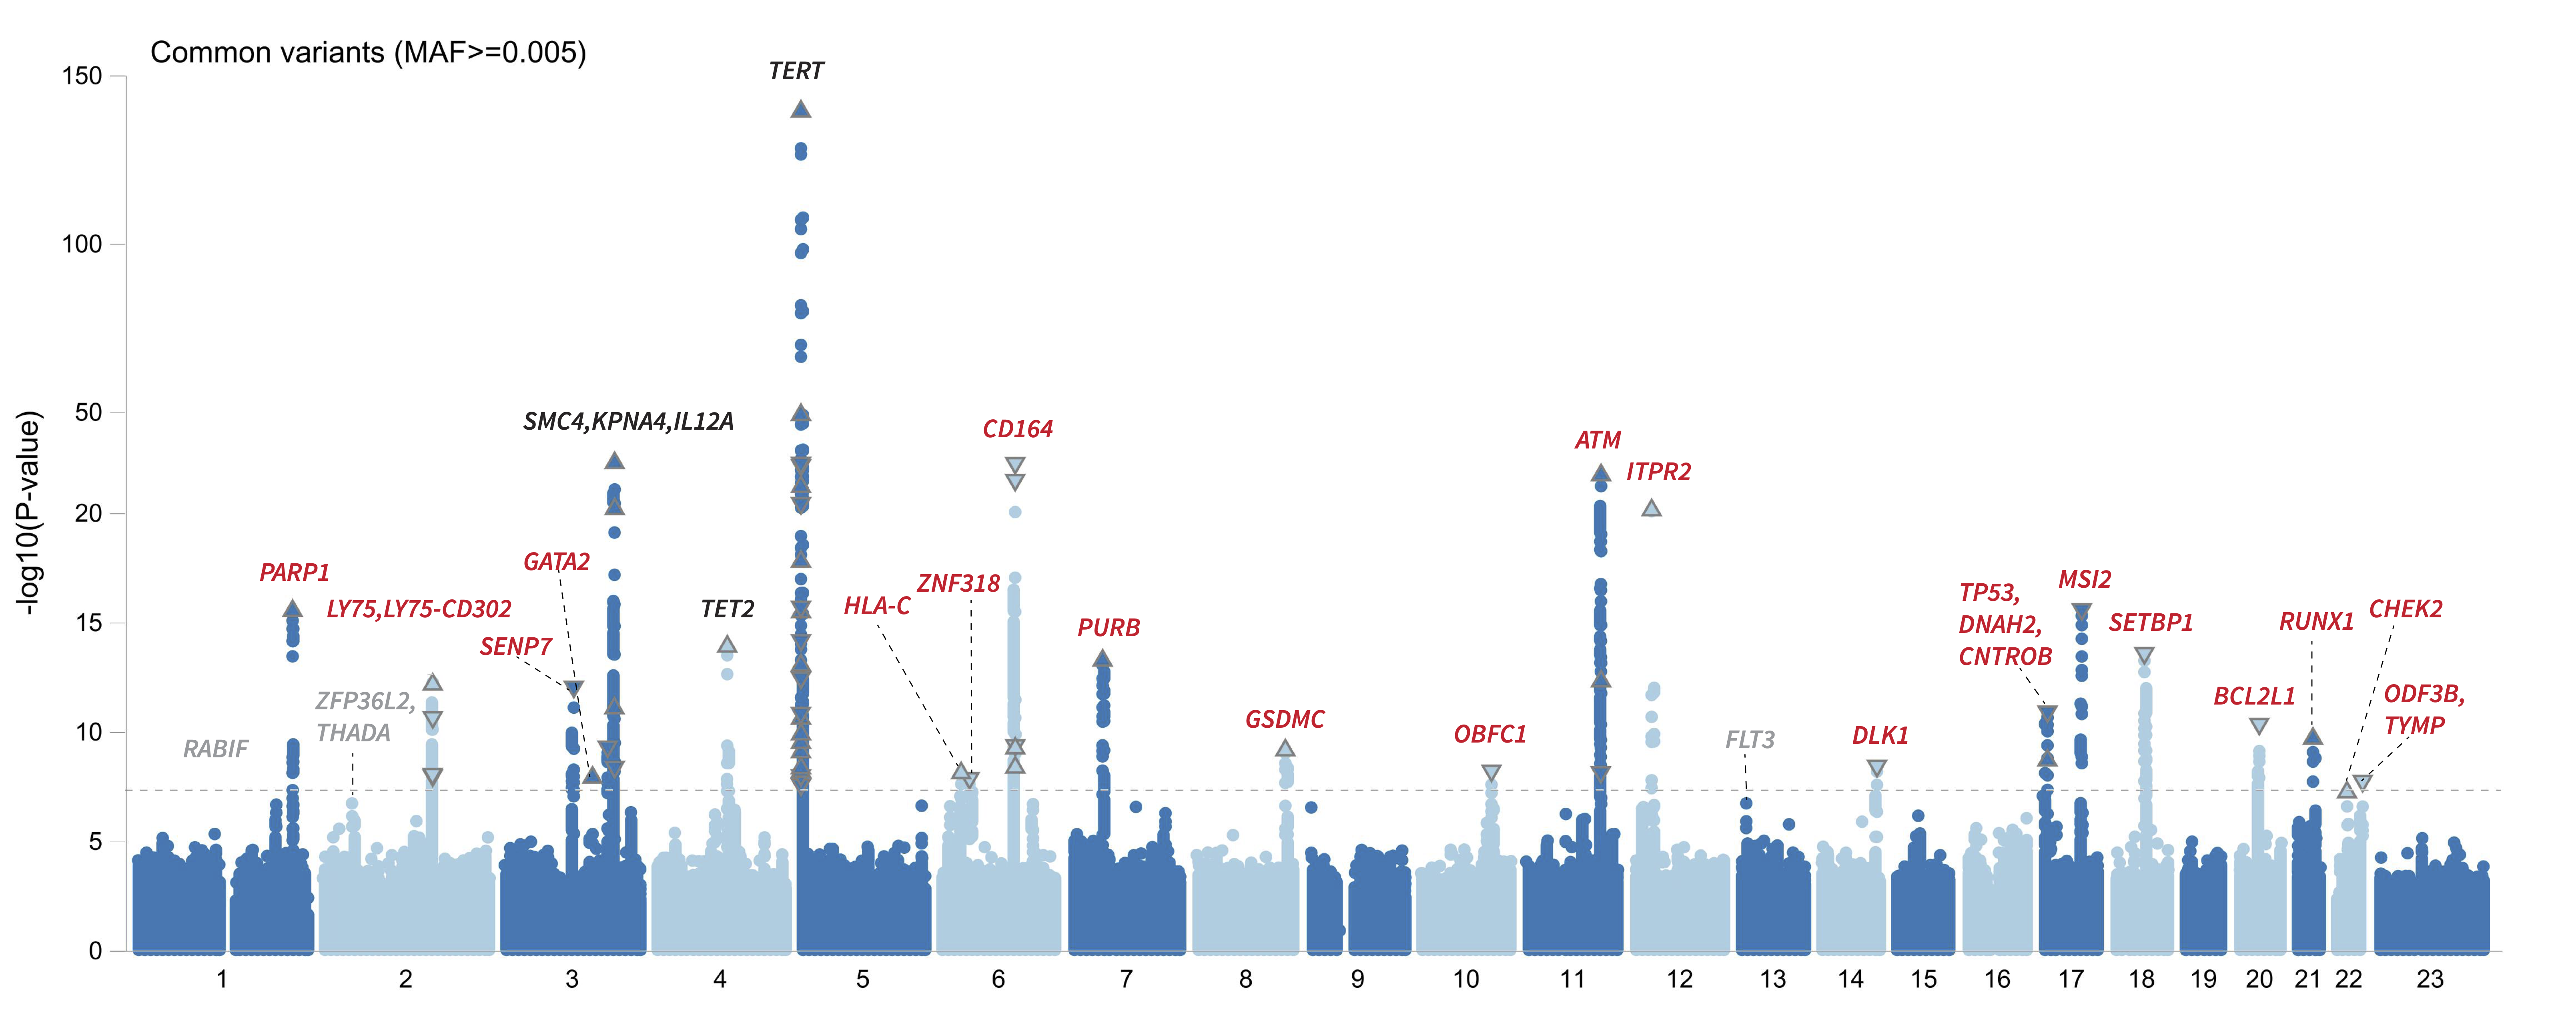 Common variants (MAF>=0.005)
TERT
150
100
50
20
15
10
5
0
-log10(P-value)
SMC4,KPNA4,IL12A
CD164
ATM
ITPR2
GATA2
PARP1
LY75,LY75-CD302
SENP7
TET2
HLA-C
ZNF318
PURB
TP53,
DNAH2,
CNTROB
MSI2
SETBP1
RUNX1
CHEK2
ZFP36L2,
THADA
RABIF
GSDMC
OBFC1
FLT3
DLK1
BCL2L1
ODF3B,
TYMP
1 2 3 4 5 6 7 8 9 10 11 12 13 14 15 16 17 18 19 20 21 22 23